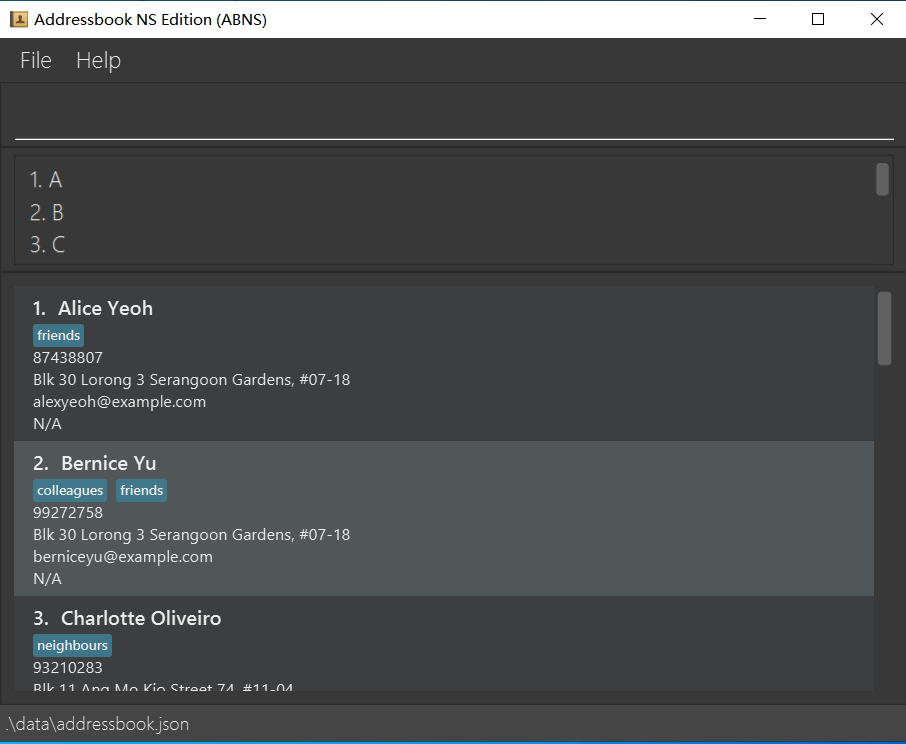 Addressbook NS Edition (ABNS)
File Help
1. A
2. B
3. C
1. Alice Yeoh
friends
87438807
Blk 30 Lorong 3 Serangoon Gardens, #07-18
alexyeoh@example.com
N/A
2. Bernice Yu
colleagues friends
99272758
Blk 30 Lorong 3 Serangoon Gardens, #07-18
berniceyu@example.com
N/A
3. Charlotte Oliveiro
neighbours
93210283
Blk 11 Ang Mo Kio Street 74, #11-04
.\data\addressbook.json